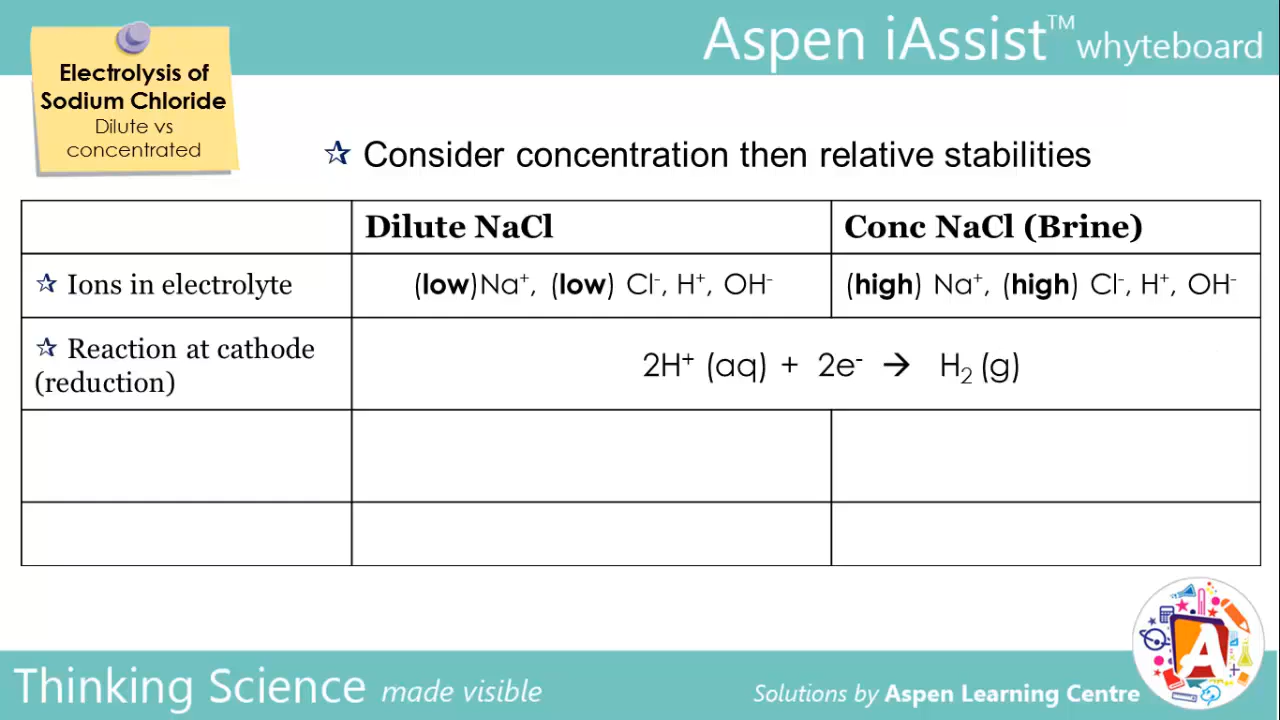 Aspen iAssist™ whyteboard
Electrolysis of
Sodium Chloride
Dilute vs
concentrated
☆ Consider concentration then relative stabilities
Dilute NaCl
Conc NaCl (Brine)
☆ Ions in electrolyte
(low)Na⁺, (low) Cl⁻, H⁺, OH⁻
(high) Na⁺, (high) Cl⁻, H⁺, OH⁻
☆ Reaction at cathode
(reduction)
2H⁺ (aq) + 2e⁻ → H₂ (g)
Thinking Science made visible
Solutions by Aspen Learning Centre
A